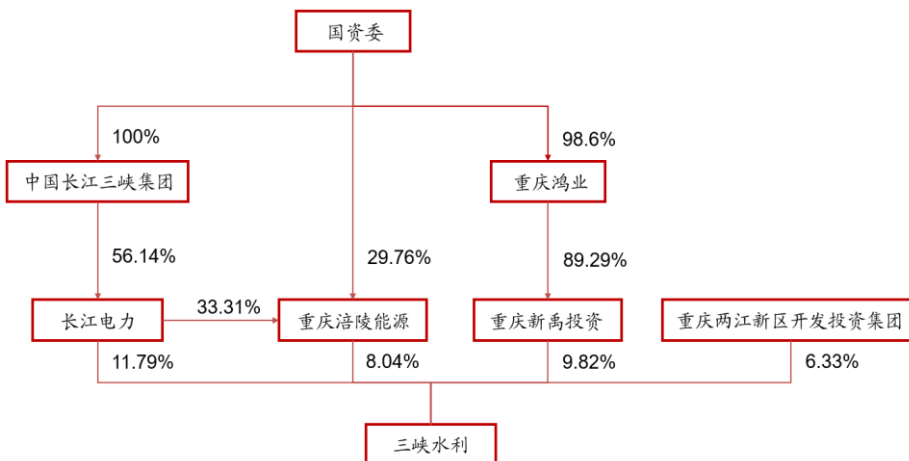 国资委
100%
98.6%
中国长江三峡集团
重庆鸿业
56.14%
29.76%
89.29%
长江电力
33.31%
重庆涪陵能源
重庆新禹投资
重庆两江新区开发投资集团
11.79%
8.04%
9.82%
6.33%
三峡水利